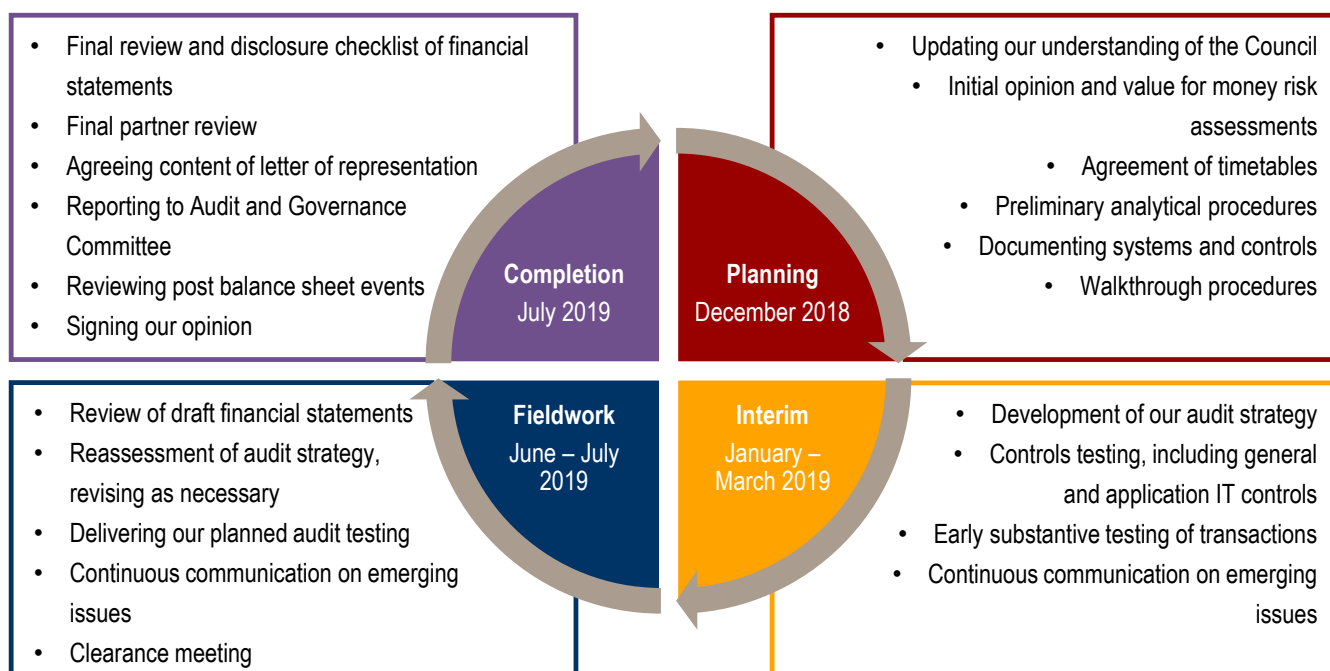 • Final review and disclosure checklist of financial
statements
• Final partner review
• Agreeing content of letter of representation
• Reporting to Audit and Governance
Committee
• Reviewing post balance sheet events
• Signing our opinion
Completion
July 2019
Planning
December 2018
• Updating our understanding of the Council
• Initial opinion and value for money risk
assessments
• Agreement of timetables
• Preliminary analytical procedures
• Documenting systems and controls
• Walkthrough procedures
• Review of draft financial statements
• Reassessment of audit strategy,
revising as necessary
• Delivering our planned audit testing
• Continuous communication on emerging
issues
• Clearance meeting
Fieldwork
June – July
2019
Interim
January –
March 2019
• Development of our audit strategy
• Controls testing, including general
and application IT controls
• Early substantive testing of transactions
• Continuous communication on emerging
issues